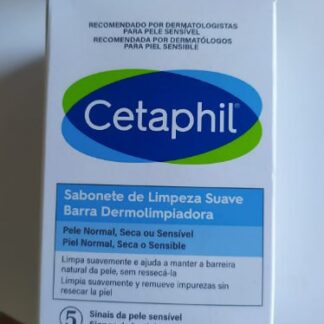 RECOMENDADO POR DERMATOLOGISTAS
PARA PELE SENSÍVEL
RECOMENDADA POR DERMATÓLOGOS
PARA PIEL SENSIBLE
Cetaphil®
Sabonete de Limpeza Suave
Barra Dermolimpiadora
Pele Normal, Seca ou Sensível
Piel Normal, Seca o Sensible
Limpa suavemente e ajuda a manter a barreira
natural da pele, sem ressecá-la
Limpia suavemente y remueve impurezas sin
resecar la piel
5 Sinais da pele sensível